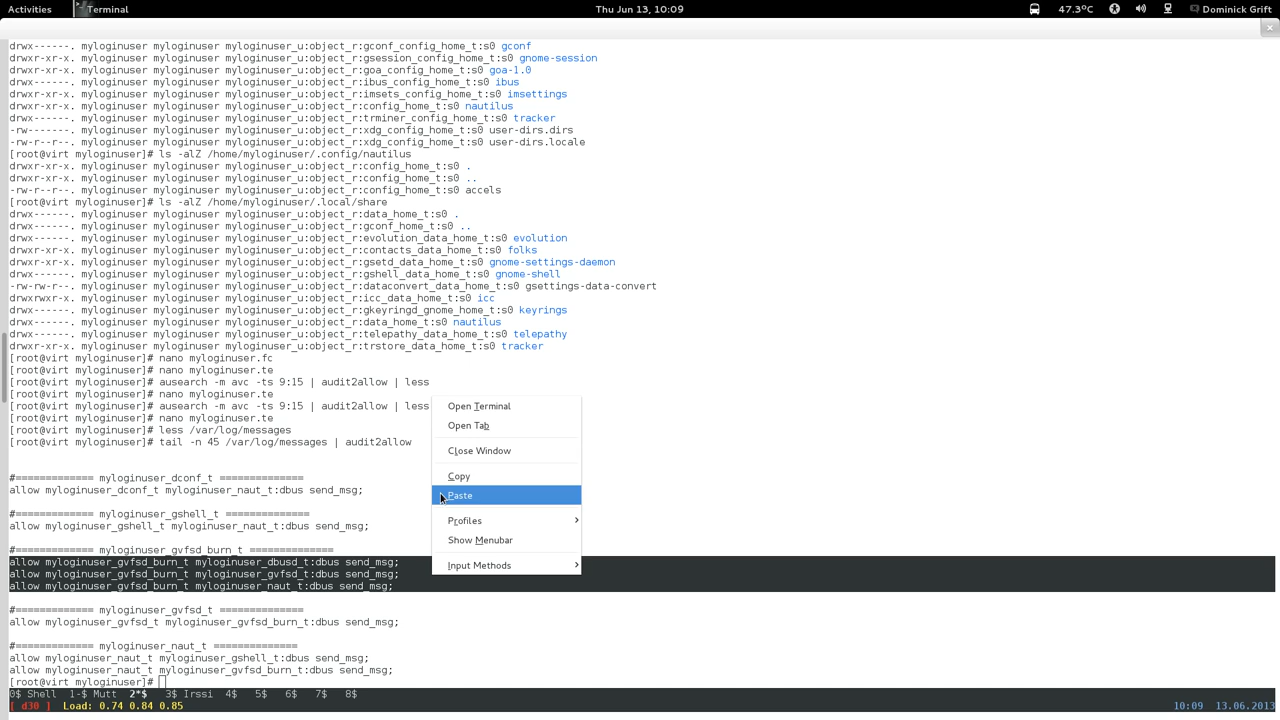 Activities Terminal Thu Jun 13, 10:09 47.3°C Dominick Grift
drwx------. myloginuser myloginuser myloginuser_u:object_r:gconf_config_home_t:s0 gconf
drwxr-xr-x. myloginuser myloginuser myloginuser_u:object_r:gsession_config_home_t:s0 gnome-session
drwxr-xr-x. myloginuser myloginuser myloginuser_u:object_r:goa_config_home_t:s0 goa-1.0
drwxr-xr-x. myloginuser myloginuser myloginuser_u:object_r:ibus_config_home_t:s0 ibus
drwxr-xr-x. myloginuser myloginuser myloginuser_u:object_r:imsets_config_home_t:s0 imsettings
drwxr-xr-x. myloginuser myloginuser myloginuser_u:object_r:config_home_t:s0 nautilus
drwxr-xr-x. myloginuser myloginuser myloginuser_u:object_r:trminer_config_home_t:s0 tracker
-rw-------. myloginuser myloginuser myloginuser_u:object_r:xdg_config_home_t:s0 user-dirs.dirs
-rw-r--r--. myloginuser myloginuser myloginuser_u:object_r:xdg_config_home_t:s0 user-dirs.locale
[root@virt myloginuser]# ls -alZ /home/myloginuser/.config/nautilus
drwxr-xr-x. myloginuser myloginuser myloginuser_u:object_r:config_home_t:s0 .
drwxr-xr-x. myloginuser myloginuser myloginuser_u:object_r:config_home_t:s0 ..
-rw-r--r--. myloginuser myloginuser myloginuser_u:object_r:config_home_t:s0 accels
[root@virt myloginuser]# ls -alZ /home/myloginuser/.local/share
drwx------. myloginuser myloginuser myloginuser_u:object_r:data_home_t:s0 .
drwx------. myloginuser myloginuser myloginuser_u:object_r:gconf_home_t:s0 ..
drwx------. myloginuser myloginuser myloginuser_u:object_r:evolution_data_home_t:s0 evolution
drwxr-xr-x. myloginuser myloginuser myloginuser_u:object_r:contacts_data_home_t:s0 folks
drwxr-xr-x. myloginuser myloginuser myloginuser_u:object_r:gsetd_data_home_t:s0 gnome-settings-daemon
drwx------. myloginuser myloginuser myloginuser_u:object_r:gshell_data_home_t:s0 gnome-shell
-rw-rw-r--. myloginuser myloginuser myloginuser_u:object_r:dataconvert_data_home_t:s0 gsettings-data-convert
drwxrwxr-x. myloginuser myloginuser myloginuser_u:object_r:icc_data_home_t:s0 icc
drwx------. myloginuser myloginuser myloginuser_u:object_r:gkeyringd_gnome_home_t:s0 keyrings
drwxr-xr-x. myloginuser myloginuser myloginuser_u:object_r:data_home_t:s0 nautilus
drwx------. myloginuser myloginuser myloginuser_u:object_r:telepathy_data_home_t:s0 telepathy
drwxr-xr-x. myloginuser myloginuser myloginuser_u:object_r:trstore_data_home_t:s0 tracker
[root@virt myloginuser]# nano myloginuser.fc
[root@virt myloginuser]# nano myloginuser.te
[root@virt myloginuser]# ausearch -m avc -ts 9:15 | audit2allow | less
[root@virt myloginuser]# nano myloginuser.te
[root@virt myloginuser]# ausearch -m avc -ts 9:15 | audit2allow | less
[root@virt myloginuser]# nano myloginuser.te
[root@virt myloginuser]# less /var/log/messages
[root@virt myloginuser]# tail -n 45 /var/log/messages | audit2allow
#============= myloginuser_dconf_t ==============
allow myloginuser_dconf_t myloginuser_naut_t:dbus send_msg;
#============= myloginuser_gshell_t ==============
allow myloginuser_gshell_t myloginuser_naut_t:dbus send_msg;
#============= myloginuser_gvfsd_burn_t ==============
allow myloginuser_gvfsd_burn_t myloginuser_dbusd_t:dbus send_msg;
allow myloginuser_gvfsd_burn_t myloginuser_gvfsd_t:dbus send_msg;
allow myloginuser_gvfsd_burn_t myloginuser_naut_t:dbus send_msg;
#============= myloginuser_gvfsd_t ==============
allow myloginuser_gvfsd_t myloginuser_gvfsd_burn_t:dbus send_msg;
#============= myloginuser_naut_t ==============
allow myloginuser_naut_t myloginuser_gshell_t:dbus send_msg;
allow myloginuser_naut_t myloginuser_gvfsd_burn_t:dbus send_msg;
[root@virt myloginuser]#
Open Terminal
Open Tab
Close Window
Copy
Paste
Profiles
Show Menubar
Input Methods
0$ Shell 1-$ Mutt 2*$ 3$ Irssi 4$ 5$ 6$ 7$ 8$
[ d30 ] Load: 0.74 0.84 0.85 10:09 13.06.2013